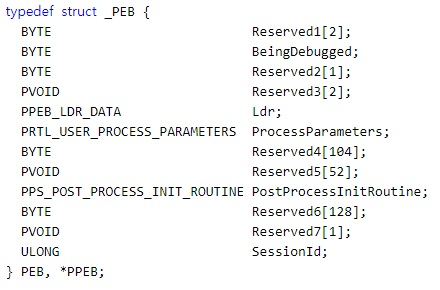 typedef struct _PEB {
BYTE Reserved1[2];
BYTE BeingDebugged;
BYTE Reserved2[1];
PVOID Reserved3[2];
PPEB_LDR_DATA Ldr;
PRTL_USER_PROCESS_PARAMETERS ProcessParameters;
BYTE Reserved4[104];
PVOID Reserved5[52];
PPS_POST_PROCESS_INIT_ROUTINE PostProcessInitRoutine;
BYTE Reserved6[128];
PVOID Reserved7[1];
ULONG SessionId;
} PEB, *PPEB;